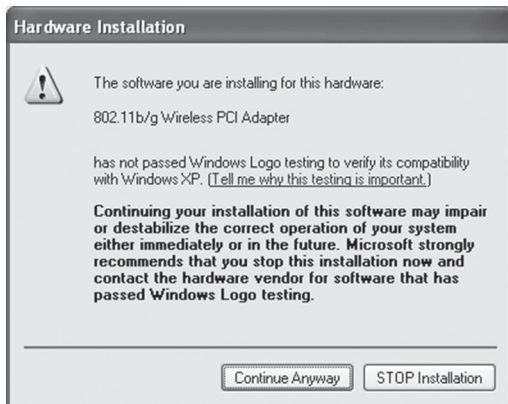 Hardware Installation
The software you are installing for this hardware:
802.11b/g Wireless PCI Adapter
has not passed Windows Logo testing to verify its compatibility
with Windows XP. (Tell me why this testing is important.)
Continuing your installation of this software may impair
or destabilize the correct operation of your system
either immediately or in the future. Microsoft strongly
recommends that you stop this installation now and
contact the hardware vendor for software that has
passed Windows Logo testing.
Continue Anyway
STOP Installation